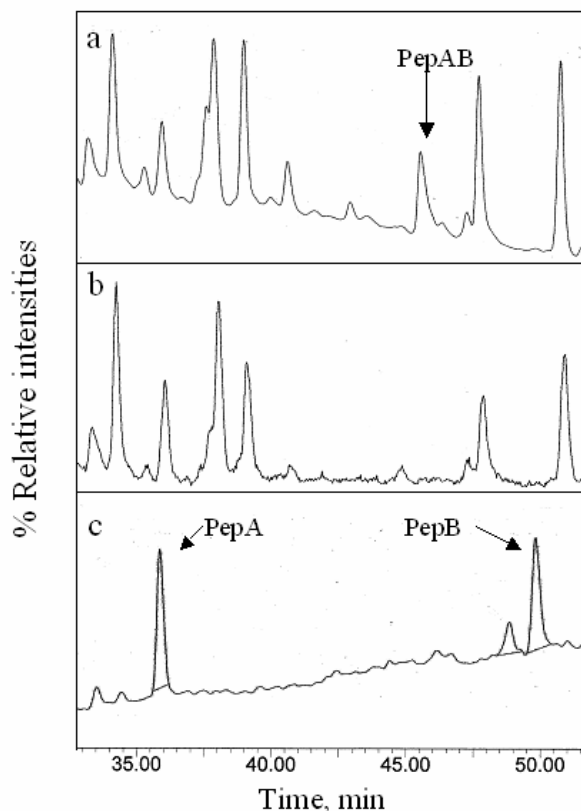 a
PepAB
b
c
PepA PepB
% Relative intensities
35.00 40.00 45.00 50.00
Time, min